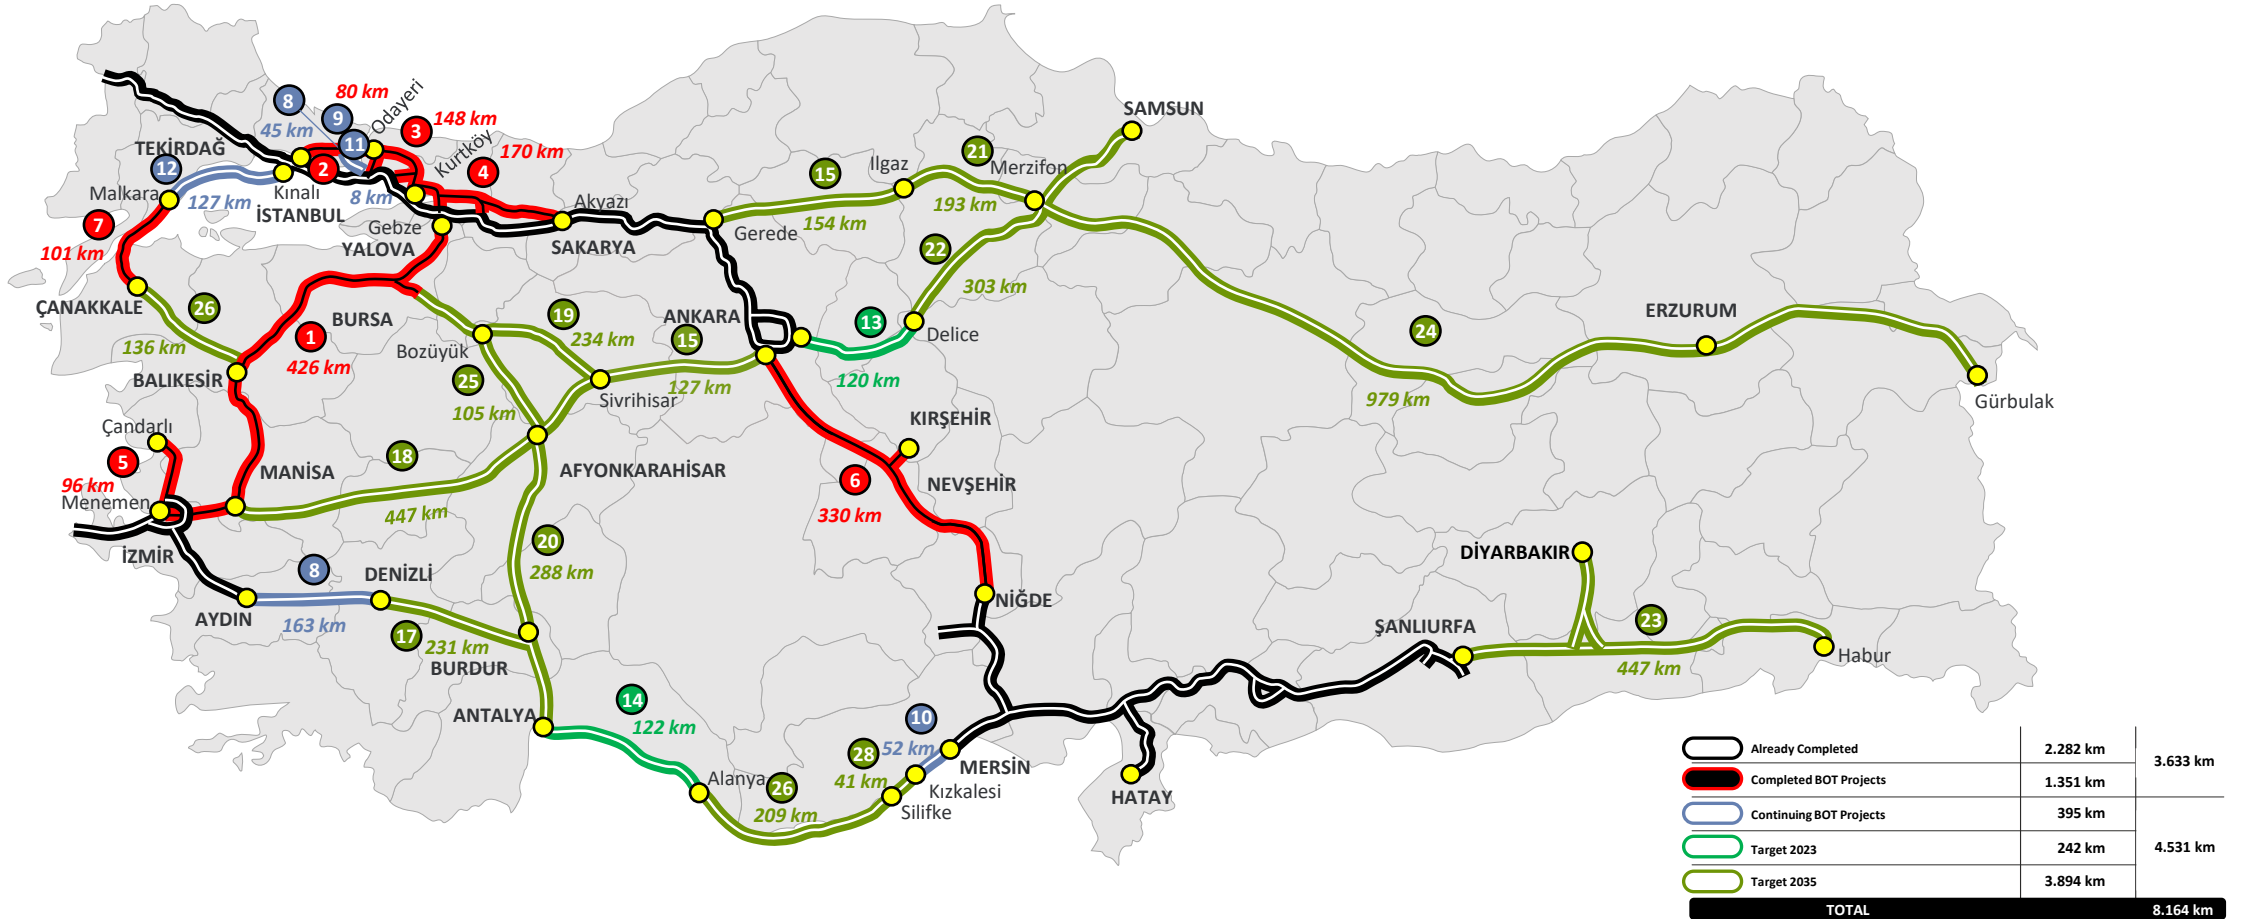 SAMSUN
80 km
Odayeri
8
9
11
3
148 km
45 km
Kurtköy
170 km
TEKİRDAĞ
12
2
4
Malkara
127 km
Kınalı
8 km
İSTANBUL
7
101 km
Gebze
YALOVA
Akyazı
SAKARYA
Gerede
15
154 km
Ilgaz
21
193 km
Merzifon
22
303 km
ÇANAKKALE
26
136 km
BURSA
1
426 km
BALIKESİR
Bozüyük
19
234 km
25
105 km
ANKARA
15
127 km
Sivrihisar
13
120 km
Delice
24
979 km
ERZURUM
Gürbulak
Çandarlı
5
96 km
Menemen
MANİSA
18
447 km
AFYONKARAHİSAR
KIRŞEHİR
NEVŞEHİR
6
330 km
İZMİR
20
288 km
8
163 km
AYDIN
DENİZLİ
17
231 km
BURDUR
NİĞDE
DİYARBAKIR
ŞANLIURFA
23
447 km
Habur
ANTALYA
14
122 km
Alanya
26
209 km
28
41 km
10
52 km
MERSİN
Kızkalesi
Silifke
HATAY
Already Completed 2.282 km
3.633 km
Completed BOT Projects 1.351 km
Continuing BOT Projects 395 km
Target 2023 242 km 4.531 km
Target 2035 3.894 km
TOTAL 8.164 km